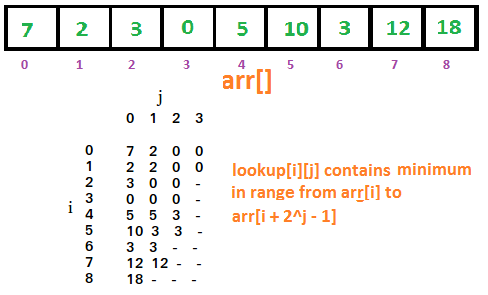 7 2 3 0 5 10 3 12 18
0 1 2 3 4 5 6 7 8
arr[]
j
0 1 2 3
0 7 2 0 0
1 2 2 0 0
2 3 0 0 -
3 0 0 0 -
i
4 5 5 3 -
5 10 3 3 -
6 3 3 - -
7 12 12 - -
8 18 - - -
lookup[i][j] contains minimum
in range from arr[i] to
arr[i + 2^j - 1]